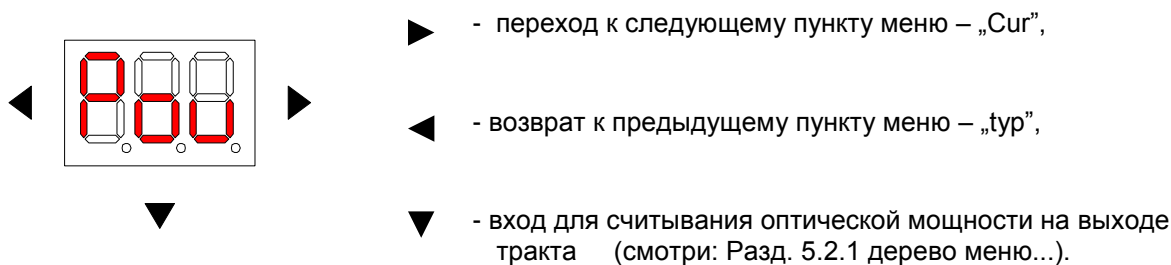 Pou
- переход к следующему пункту меню – „Cur”,
- возврат к предыдущему пункту меню – „typ”,
- вход для считывания оптической мощности на выходе
тракта (смотри: Разд. 5.2.1 дерево меню...).